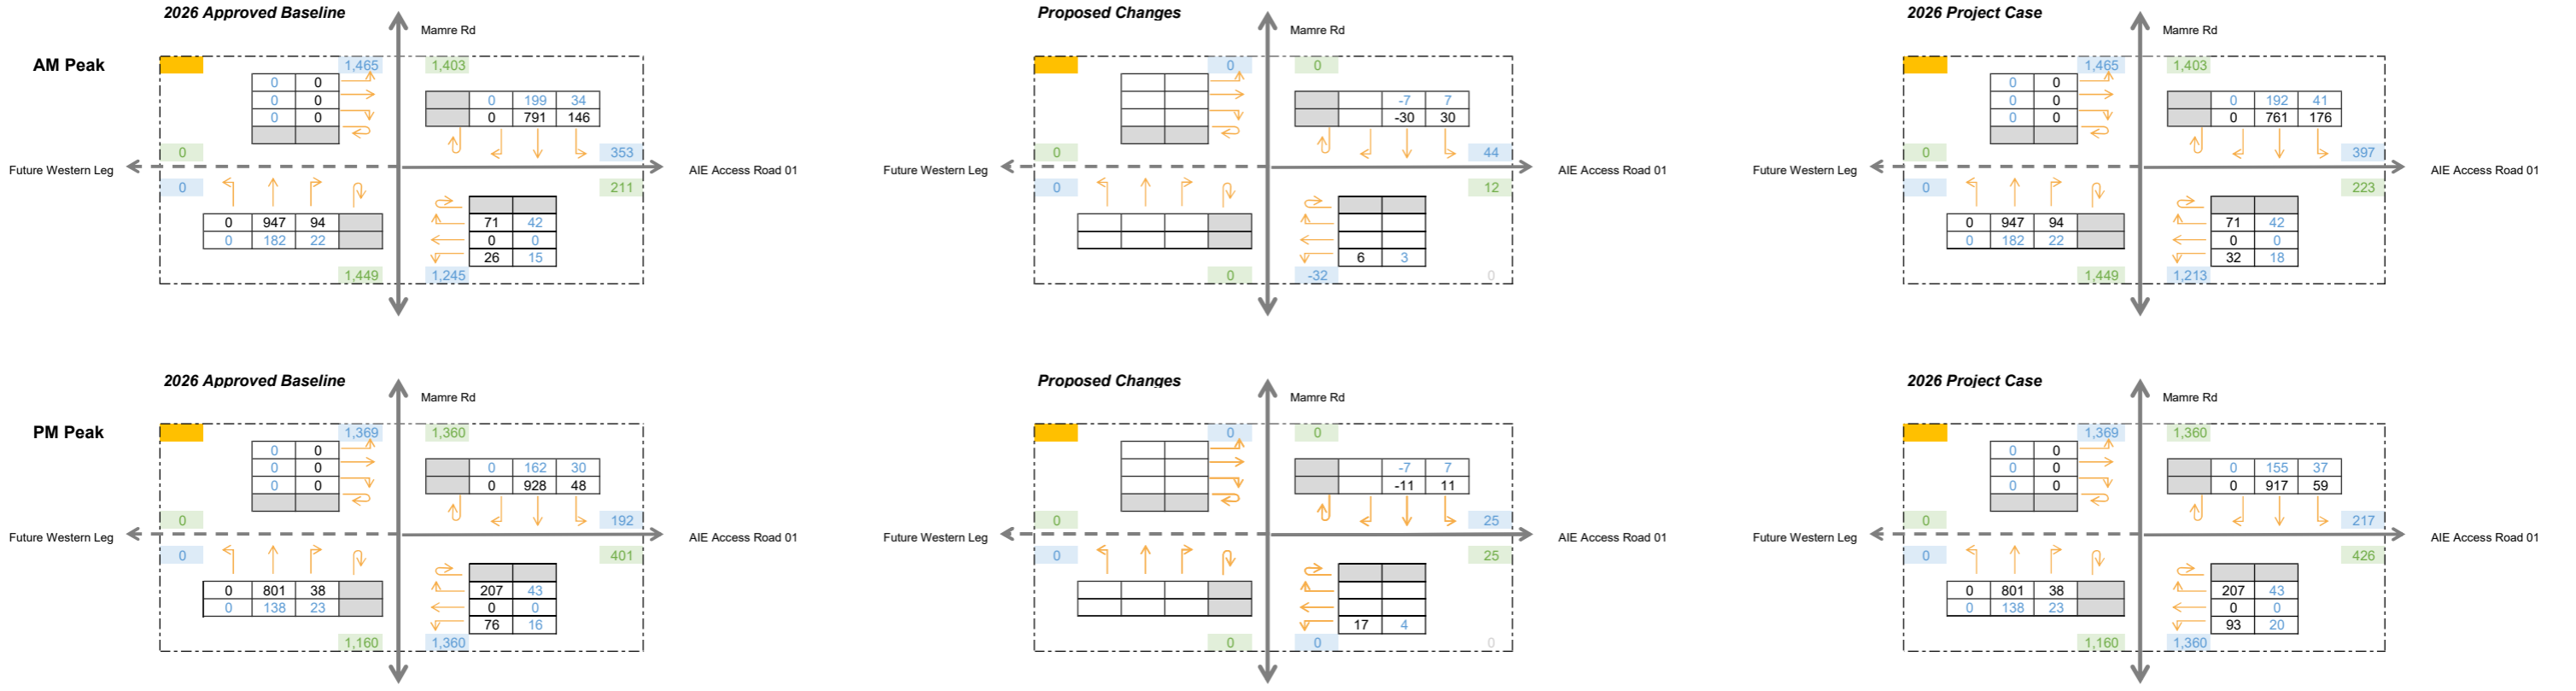 2026 Approved Baseline Proposed Changes 2026 Project Case
Mamre Rd Mamre Rd Mamre Rd
AM Peak 1,465 1,403 0 0 1,465 1,403
0 0 0 0
0 0 0 199 34 -7 7 0 0 0 192 41
0 0 0 791 146 -30 30 0 0 0 761 176
0 353 0 44 0 397
Future Western Leg AIE Access Road 01 Future Western Leg AIE Access Road 01 Future Western Leg AIE Access Road 01
0 211 0 12 0 223
0 947 94 71 42 0 947 94 71 42
0 182 22 0 0 0 182 22 0 0
26 15 6 3 32 18
1,449 1,245 0 -32 0 1,449 1,213
2026 Approved Baseline Proposed Changes 2026 Project Case
Mamre Rd Mamre Rd Mamre Rd
PM Peak 1,369 1,360 0 0 1,369 1,360
0 0 0 0
0 0 0 162 30 -7 7 0 0 0 155 37
0 0 0 928 48 -11 11 0 0 0 917 59
0 192 0 25 0 217
Future Western Leg AIE Access Road 01 Future Western Leg AIE Access Road 01 Future Western Leg AIE Access Road 01
0 401 0 25 0 426
0 801 38 207 43 0 801 38 207 43
0 138 23 0 0 0 138 23 0 0
76 16 17 4 93 20
1,160 1,360 0 0 0 1,160 1,360